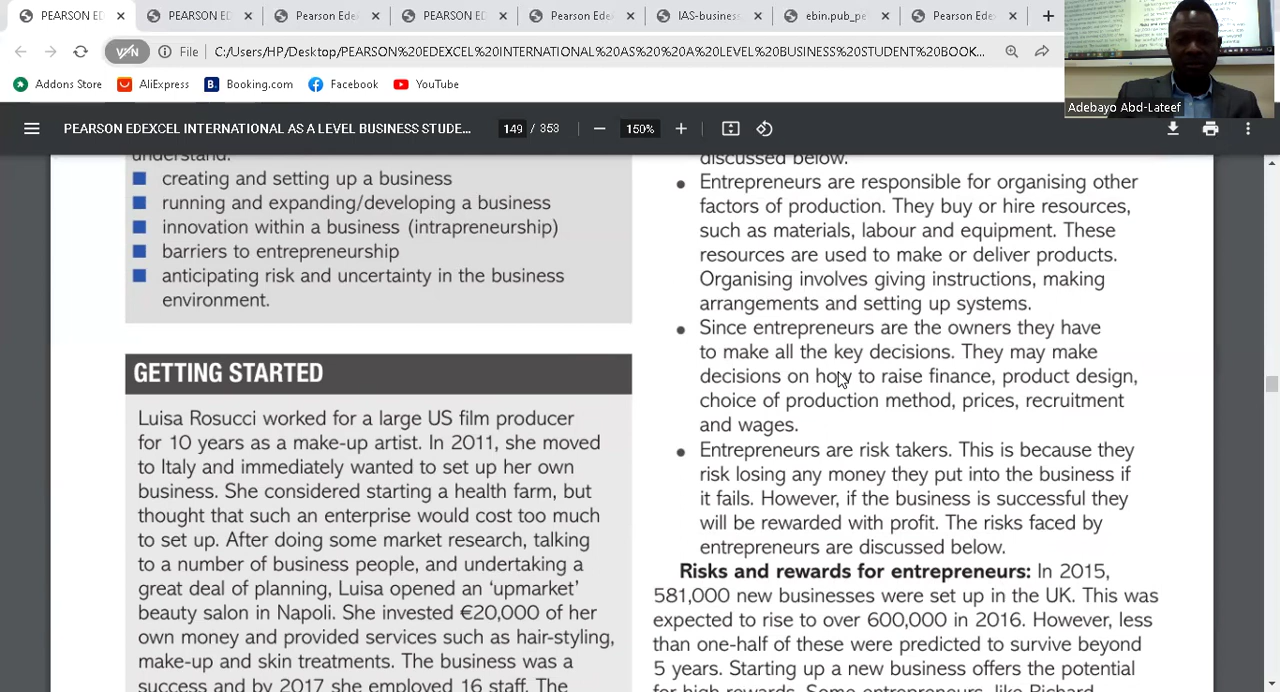 PEARSON ED
PEARSON Ed
Pearson Ede
PEARSON Ed
Pearson Ede
IAS-busines
ebin.pub_pe
Pearson Ede
File
Addons Store
AliExpress
Booking.com
Facebook
YouTube
Adebayo Abd-Lateef
PEARSON EDEXCEL INTERNATIONAL AS A LEVEL BUSINESS STUDE...
149 / 353
150%
understand:
creating and setting up a business
running and expanding/developing a business
innovation within a business (intrapreneurship)
barriers to entrepreneurship
anticipating risk and uncertainty in the business
environment.
GETTING STARTED
Luisa Rosucci worked for a large US film producer
for 10 years as a make-up artist. In 2011, she moved
to Italy and immediately wanted to set up her own
business. She considered starting a health farm, but
thought that such an enterprise would cost too much
to set up. After doing some market research, talking
to a number of business people, and undertaking a
great deal of planning, Luisa opened an ‘upmarket’
beauty salon in Napoli. She invested €20,000 of her
own money and provided services such as hair-styling,
make-up and skin treatments. The business was a
success and by 2017 she employed 16 staff. The
discussed below.
• Entrepreneurs are responsible for organising other
factors of production. They buy or hire resources,
such as materials, labour and equipment. These
resources are used to make or deliver products.
Organising involves giving instructions, making
arrangements and setting up systems.
• Since entrepreneurs are the owners they have
to make all the key decisions. They may make
decisions on how to raise finance, product design,
choice of production method, prices, recruitment
and wages.
• Entrepreneurs are risk takers. This is because they
risk losing any money they put into the business if
it fails. However, if the business is successful they
will be rewarded with profit. The risks faced by
entrepreneurs are discussed below.
Risks and rewards for entrepreneurs: In 2015,
581,000 new businesses were set up in the UK. This was
expected to rise to over 600,000 in 2016. However, less
than one-half of these were predicted to survive beyond
5 years. Starting up a new business offers the potential
for high rewards. Some entrepreneurs, like Richard